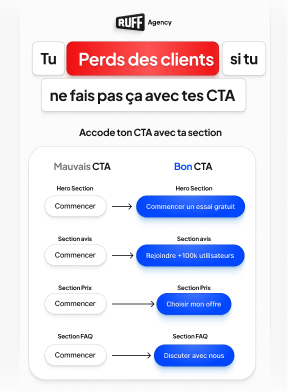 RUFF Agency
Tu Perds des clients si tu
ne fais pas ça avec tes CTA
Accode ton CTA avec ta section
Mauvais CTA Bon CTA
Hero Section Hero Section
Commencer Commencer un essai gratuit
Section avis Section avis
Commencer Rejoindre +100k utilisateurs
Section Prix Section Prix
Commencer Choisir mon offre
Section FAQ Section FAQ
Commencer Discuter avec nous